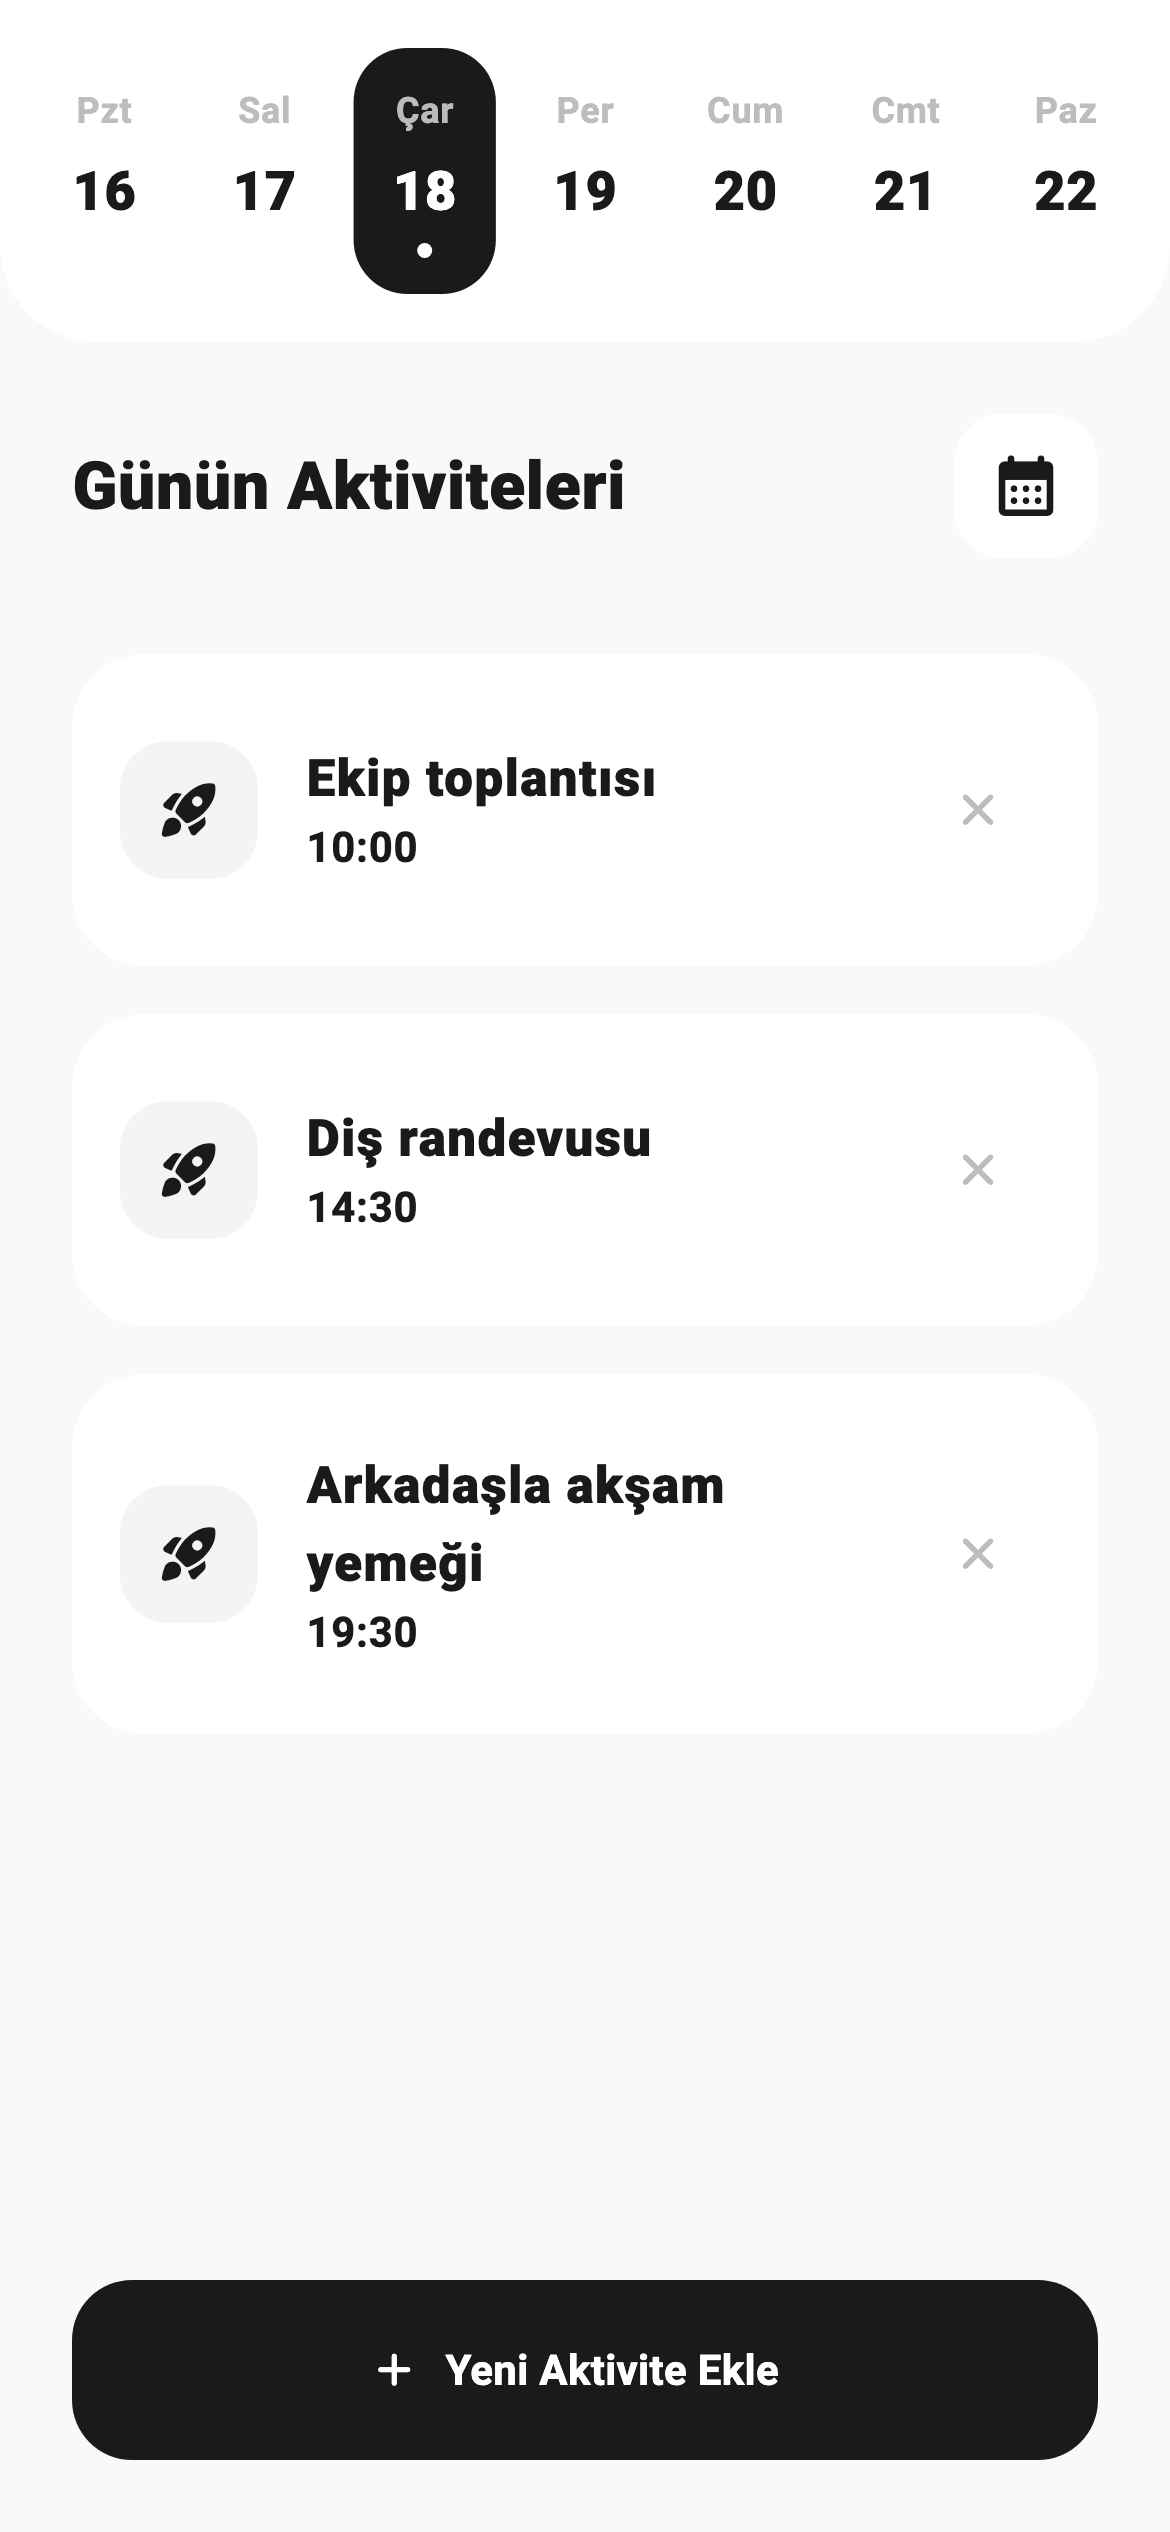 Pzt Sal Çar Per Cum Cmt Paz
16 17 18 19 20 21 22
Günün Aktiviteleri
Ekip toplantısı
10:00
Diş randevusu
14:30
Arkadaşla akşam
yemeği
19:30
Yeni Aktivite Ekle